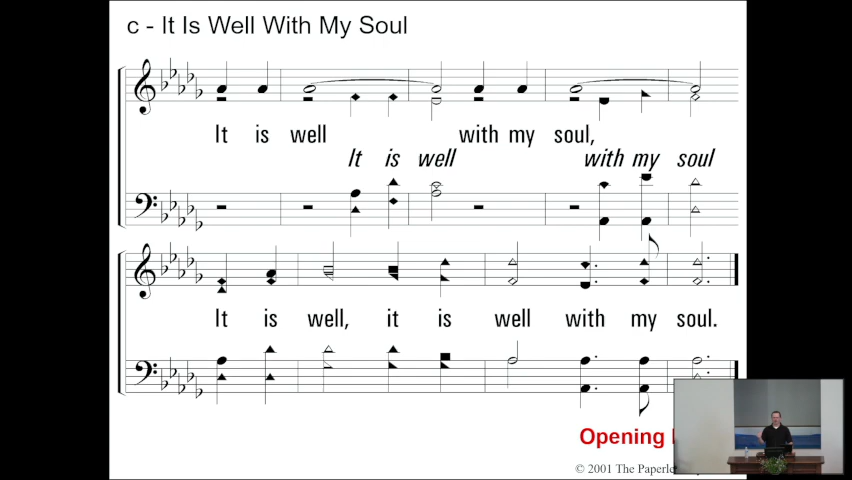 c - It Is Well With My Soul
It is well with my soul,
It is well with my soul
It is well, it is well with my soul.
Opening
© 2001 The